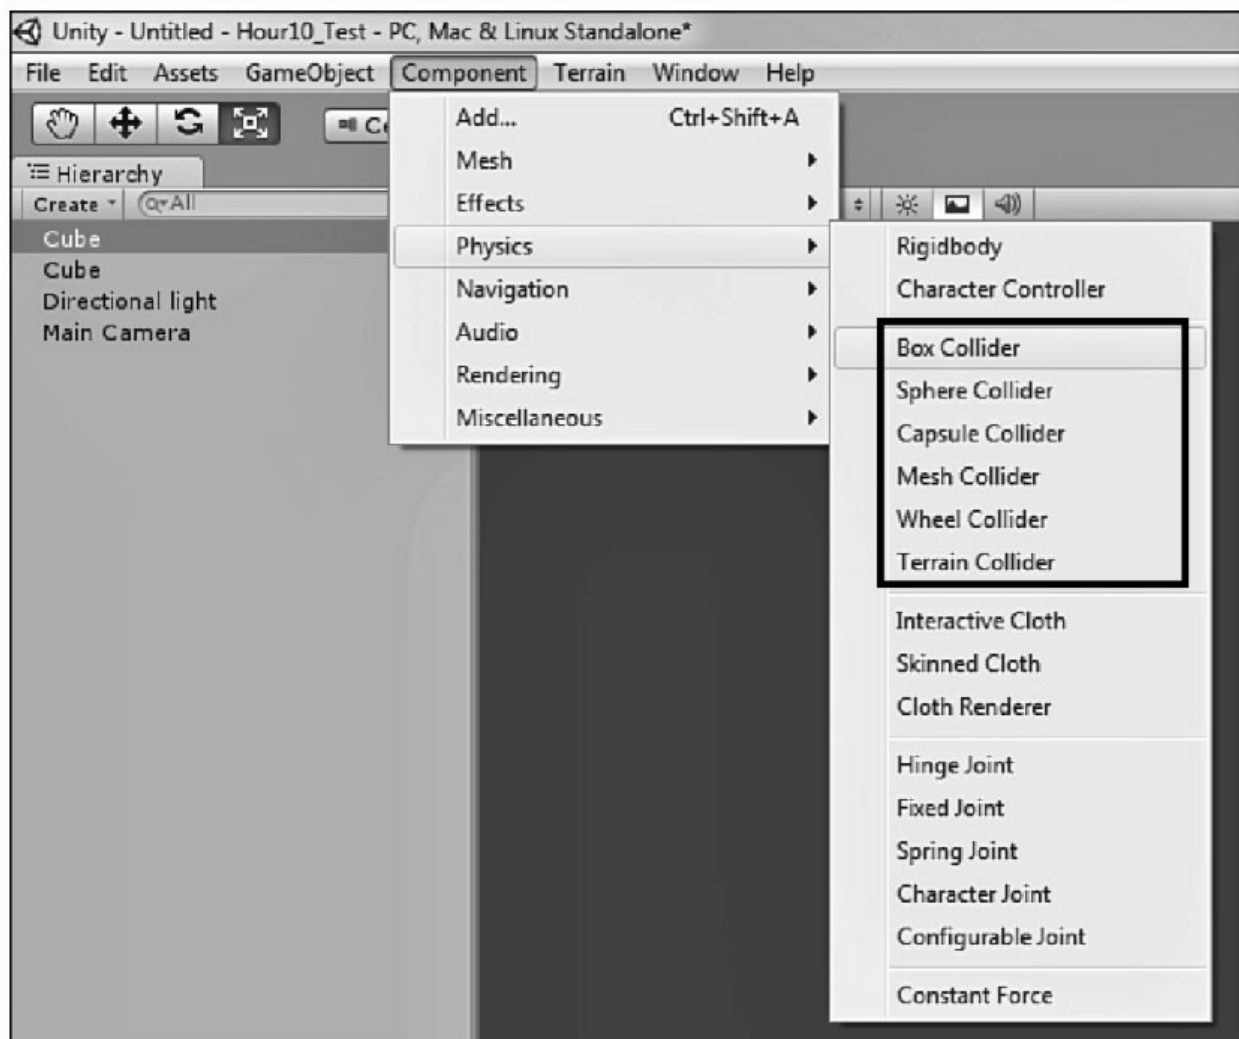 Unity - Untitled - Hour10_Test - PC, Mac & Linux Standalone*
File Edit Assets GameObject Component Terrain Window Help
Hierarchy
Create All
Cube
Cube
Directional light
Main Camera
Add... Ctrl+Shift+A
Mesh
Effects
Physics
Navigation
Audio
Rendering
Miscellaneous
Rigidbody
Character Controller
Box Collider
Sphere Collider
Capsule Collider
Mesh Collider
Wheel Collider
Terrain Collider
Interactive Cloth
Skinned Cloth
Cloth Renderer
Hinge Joint
Fixed Joint
Spring Joint
Character Joint
Configurable Joint
Constant Force